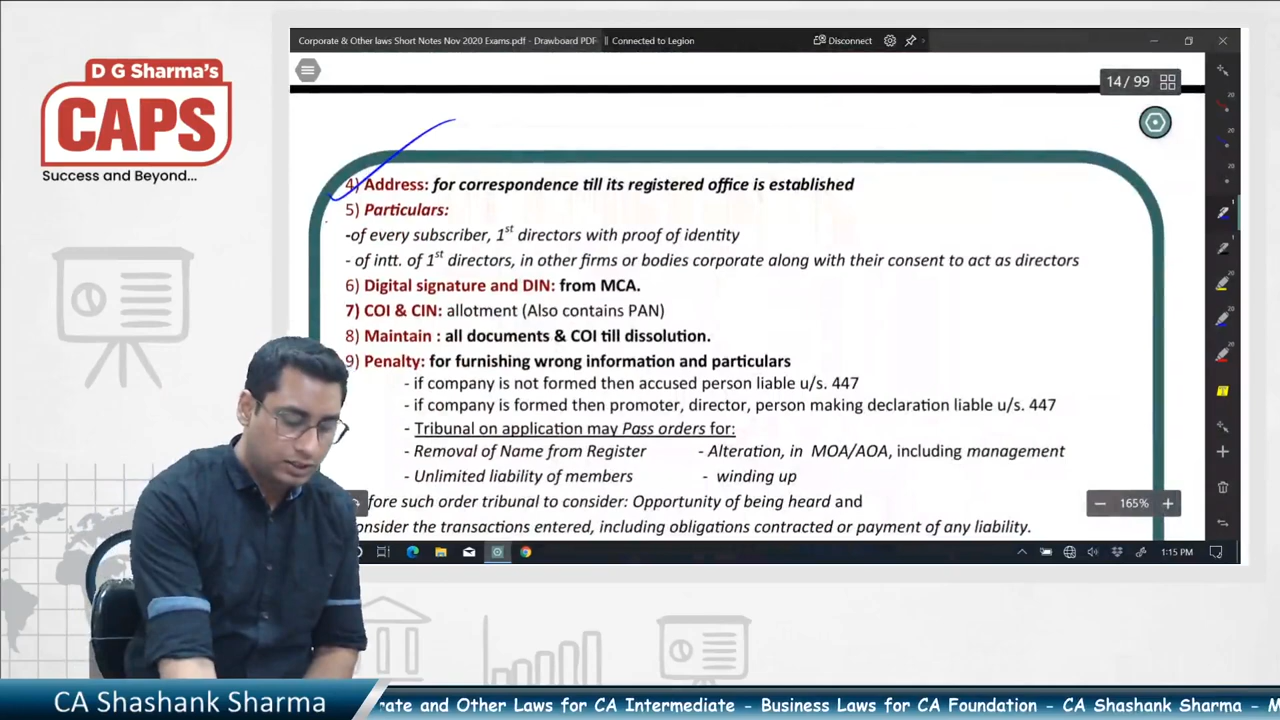 D G Sharma's
CAPS
Success and Beyond...
Corporate & Other laws Short Notes Nov 2020 Exams.pdf - Drawboard PDF
Connected to Legion
Disconnect
14 / 99
4) Address: for correspondence till its registered office is established
5) Particulars:
-of every subscriber, 1st directors with proof of identity
- of intt. of 1st directors, in other firms or bodies corporate along with their consent to act as directors
6) Digital signature and DIN: from MCA.
7) COI & CIN: allotment (Also contains PAN)
8) Maintain : all documents & COI till dissolution.
9) Penalty: for furnishing wrong information and particulars
- if company is not formed then accused person liable u/s. 447
- if company is formed then promoter, director, person making declaration liable u/s. 447
- Tribunal on application may Pass orders for:
- Removal of Name from Register - Alteration, in MOA/AOA, including management
- Unlimited liability of members - winding up
fore such order tribunal to consider: Opportunity of being heard and
onsider the transactions entered, including obligations contracted or payment of any liability.
165%
1:15 PM
CA Shashank Sharma
rate and Other Laws for CA Intermediate - Business Laws for CA Foundation - CA Shashank Sharma - M